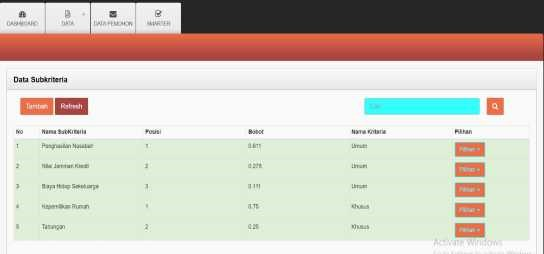 DASHBOARD DATA DATA PEMOHON SMARTER
Data Subkriteria
Tambah Refresh Cari
No Nama SubKriteria Posisi Bobot Nama Kriteria Pilihan
1 Penghasilan Nasabah 1 0.611 Umum Pilihan
2 Nilai Jaminan Kredit 2 0.278 Umum Pilihan
3 Biaya Hidup Sekeluarga 3 0.111 Umum Pilihan
4 Kepemilikan Rumah 1 0.75 Khusus Pilihan
5 Tabungan 2 0.25 Khusus Pilihan
Activate Windows